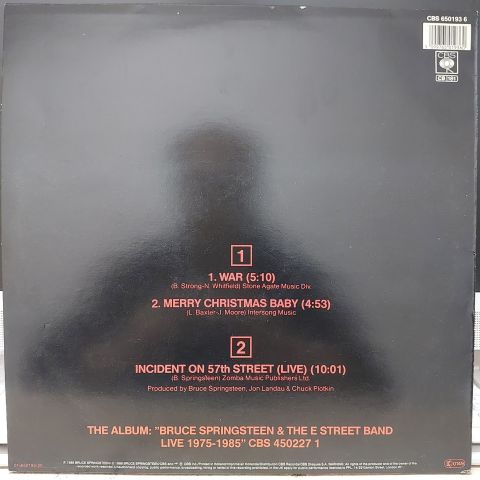 CBS 650193 6
CBS
CB 161
1
1. WAR (5:10)
(B. Strong-N. Whitfield) Stone Agate Music Div.
2. MERRY CHRISTMAS BABY (4:53)
(L. Baxter-J. Moore) Intersong Music
2
INCIDENT ON 57th STREET (LIVE) (10:01)
(B. Springsteen) Zomba Music Publishers Ltd.
Produced by Bruce Springsteen, Jon Landau & Chuck Plotkin
THE ALBUM: "BRUCE SPRINGSTEEN & THE E STREET BAND
LIVE 1975-1985" CBS 450227 1